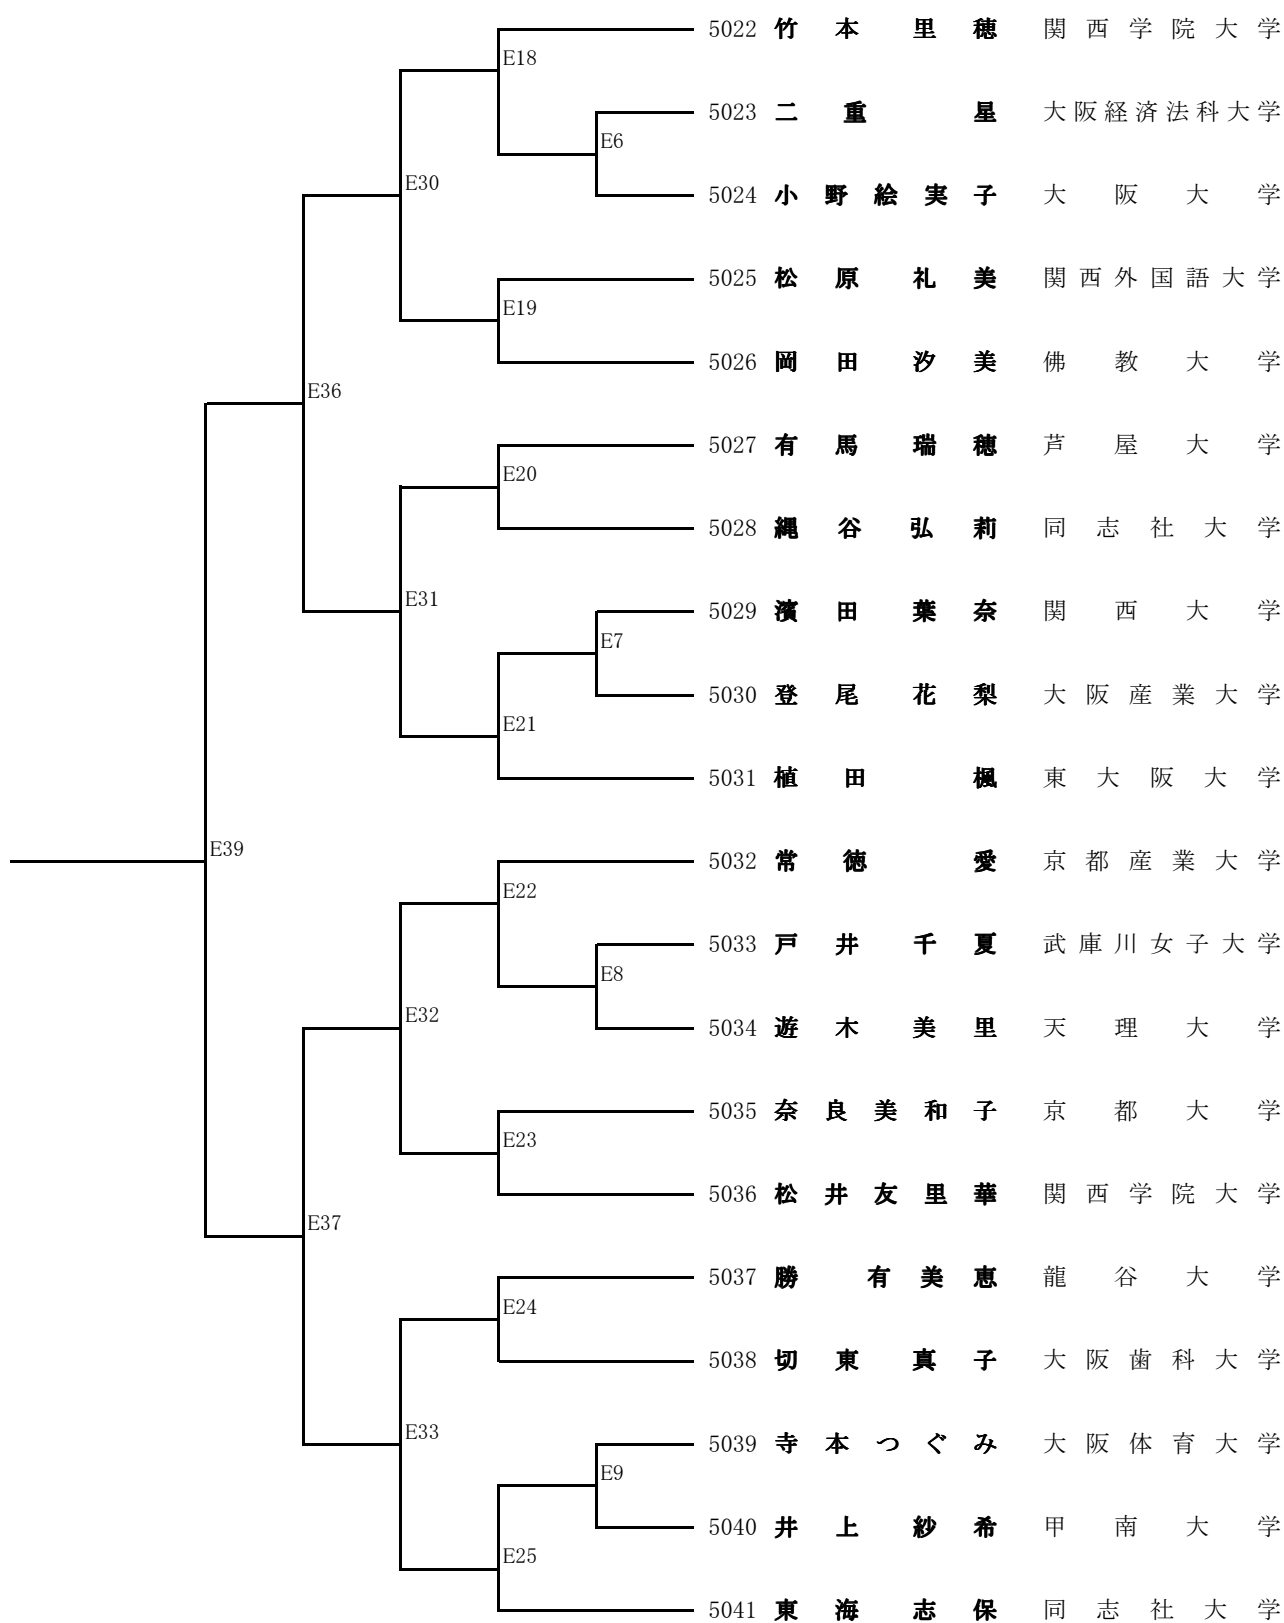 5022 竹本 里穂 関西学院大学
E18
5023 二重 星 大阪経済法科大学
E6
E30
5024 小野絵実子 大阪大学
5025 松原 礼美 関西外国語大学
E19
5026 岡田 汐美 佛教大学
E36
5027 有馬 瑞穂 芦屋大学
E20
5028 縄谷 弘莉 同志社大学
E31
5029 濱田 葉奈 関西大学
E7
5030 登尾 花梨 大阪産業大学
E21
5031 植田 楓 東大阪大学
E39
5032 常徳 愛 京都産業大学
E22
5033 戸井 千夏 武庫川女子大学
E8
E32
5034 遊木 美里 天理大学
5035 奈良美和子 京都大学
E23
5036 松井友里華 関西学院大学
E37
5037 勝 有美恵 龍谷大学
E24
5038 切東 真子 大阪歯科大学
E33
5039 寺本つぐみ 大阪体育大学
E9
5040 井上 紗希 甲南大学
E25
5041 東海 志保 同志社大学